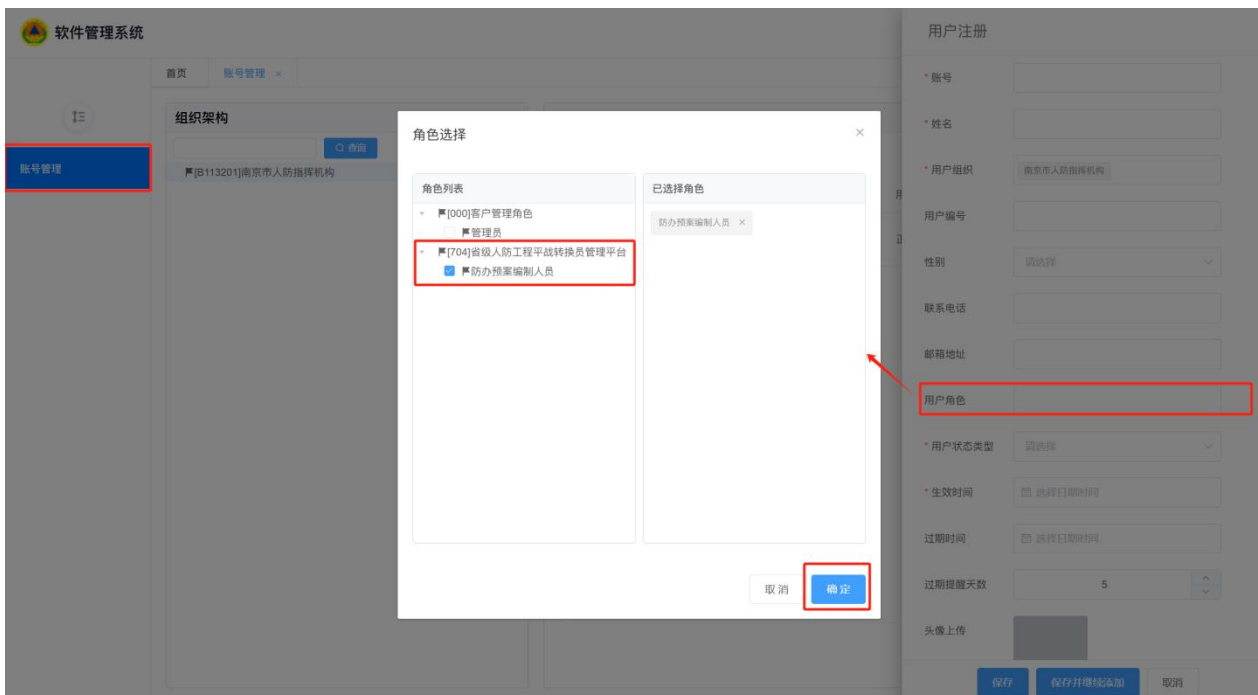 软件管理系统
首页
账号管理 ×
账号管理
组织架构
查询
[B113201]南京市人防指挥机构
角色选择
角色列表
[000]客户管理角色
管理员
[704]省级人防工程平战转换员管理平台
防办预案编制人员
已选择角色
防办预案编制人员 ×
取消
确定
用户注册
* 账号
* 姓名
* 用户组织
南京市人防指挥机构
用户编号
性别
请选择
联系电话
邮箱地址
用户角色
* 用户状态类型
请选择
* 生效时间
选择日期时间
过期时间
选择日期时间
过期提醒天数
5
头像上传
保存
保存并继续添加
取消